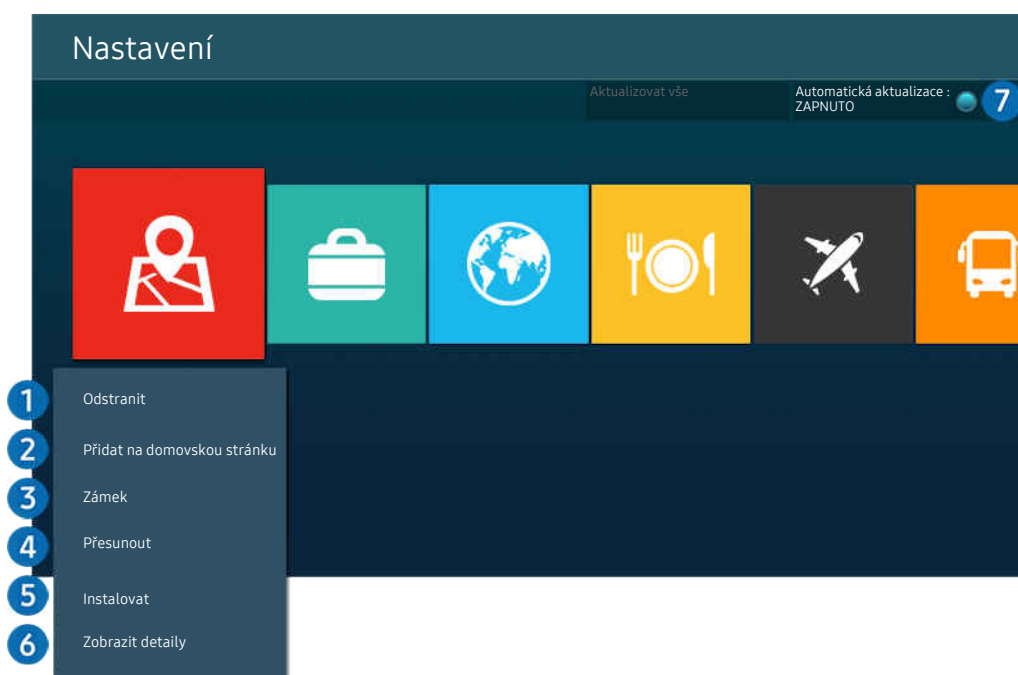 Nastavení
Aktualizovat vše
Automatická aktualizace :
ZAPNUTO
7
1
Odstranit
2
Přidat na domovskou stránku
3
Zámek
4
Přesunout
5
Instalovat
6
Zobrazit detaily